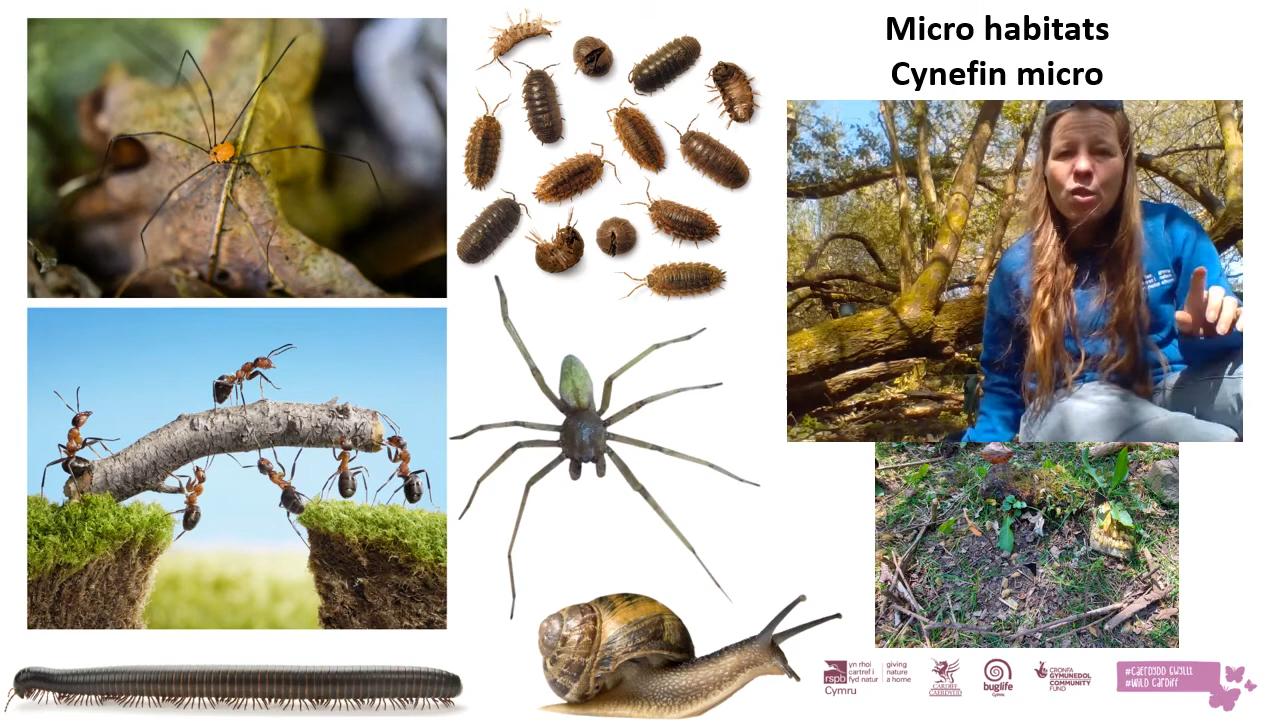 Micro habitats
Cynefin micro
rspb
Cymru
yn rhoi
cartref i
fyd natur
giving
nature
a home
CARDIFF
CAERDYDD
buglife
Cymru
CRONFA
GYMUNEDOL
COMMUNITY
FUND
#CAERDYDD GWYLLT
#WILD CARDIFF